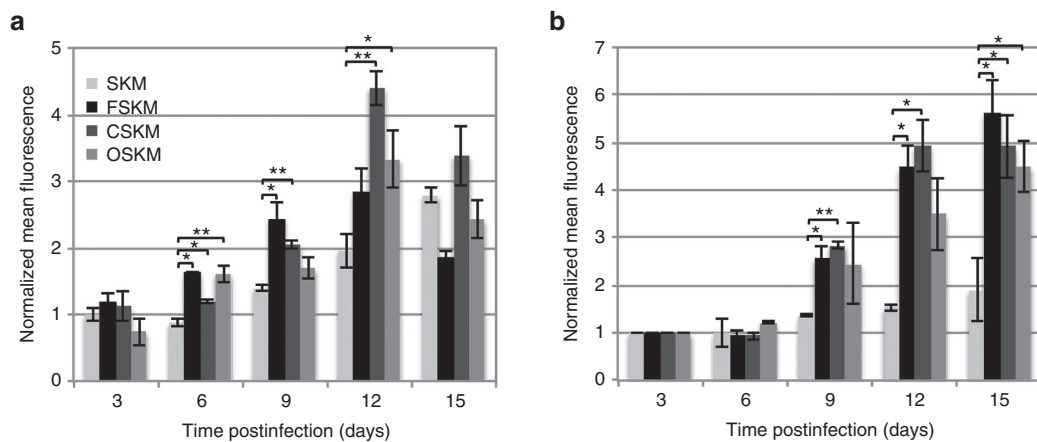 a
Normalized mean fluorescence
5
4
3
2
1
0
SKM
FSKM
CSKM
OSKM
*
**
*
**
*
**
*
**
*
3 6 9 12 15
Time postinfection (days)
b
Normalized mean fluorescence
7
6
5
4
3
2
1
0
**
*
*
*
*
*
*
3 6 9 12 15
Time postinfection (days)